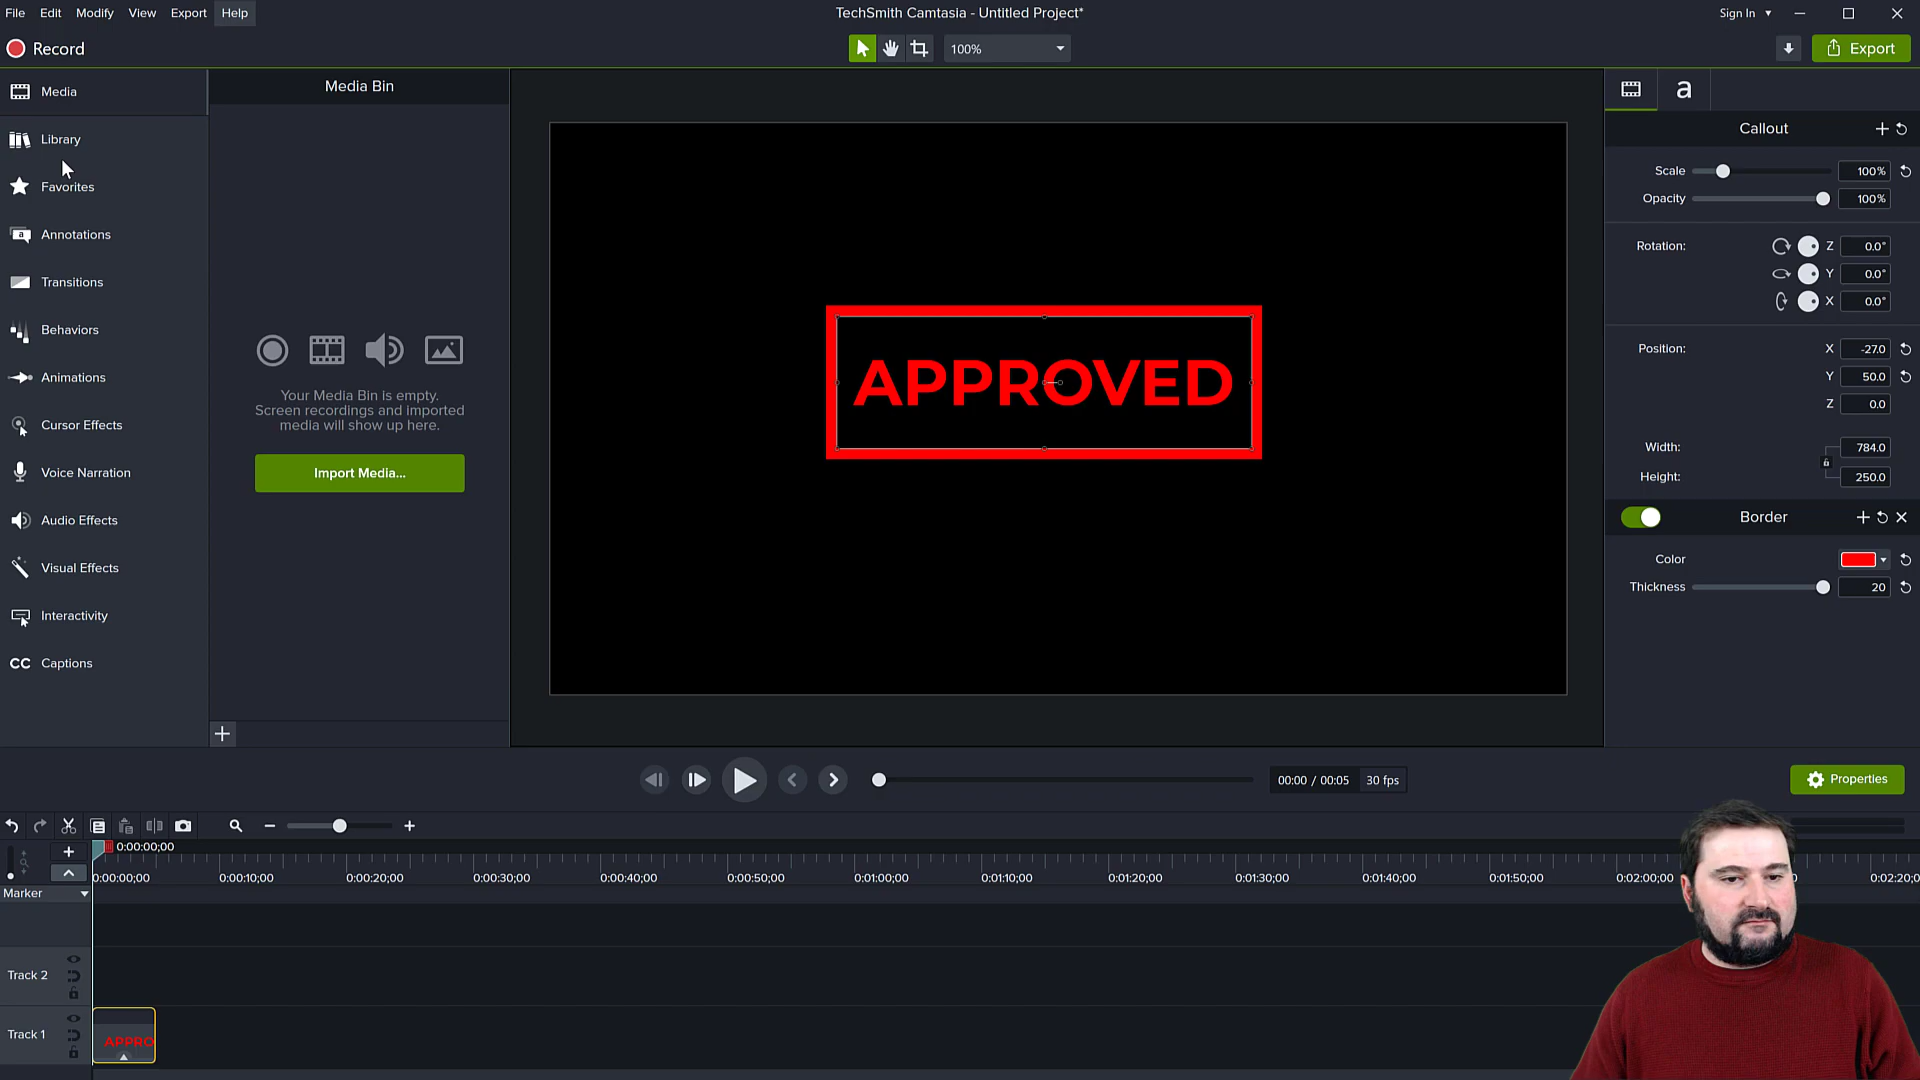 File Edit Modify View Export Help
TechSmith Camtasia - Untitled Project*
Sign In
Record
100%
Export
Media
Library
Favorites
Annotations
Transitions
Behaviors
Animations
Cursor Effects
Voice Narration
Audio Effects
Visual Effects
Interactivity
CC Captions
Media Bin
Your Media Bin is empty.
Screen recordings and imported
media will show up here.
Import Media...
APPROVED
a
Callout
Scale 100%
Opacity 100%
Rotation: Z 0.0°
Y 0.0°
X 0.0°
Position: X -27.0
Y 50.0
Z 0.0
Width: 784.0
Height: 250.0
Border
Color
Thickness 20
00:00 / 00:05 30 fps
Properties
0:00:00;00
0:00:00;00 0:00:10;00 0:00:20;00 0:00:30;00 0:00:40;00 0:00:50;00 0:01:00;00 0:01:10;00 0:01:20;00 0:01:30;00 0:01:40;00 0:01:50;00 0:02:00;00 0:02:20;0
Marker
Track 2
Track 1
APPRO